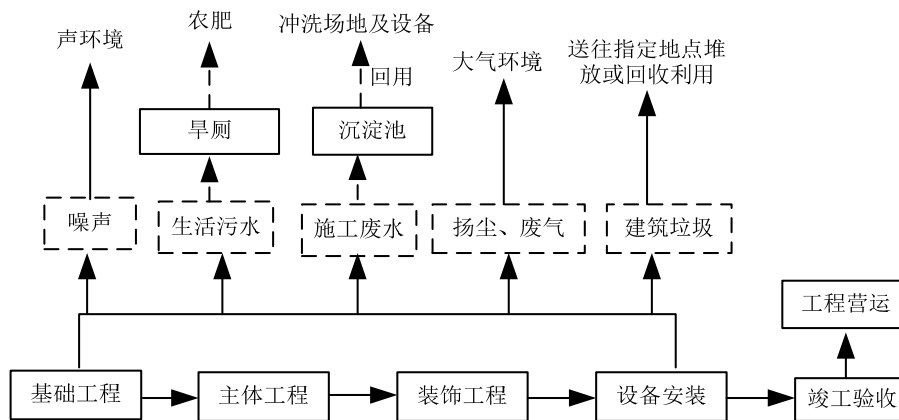 农肥
冲洗场地及设备
声环境
回用
大气环境
送往指定地点堆
放或回收利用
旱厕
沉淀池
噪声
生活污水
施工废水
扬尘、废气
建筑垃圾
工程营运
基础工程
主体工程
装饰工程
设备安装
竣工验收